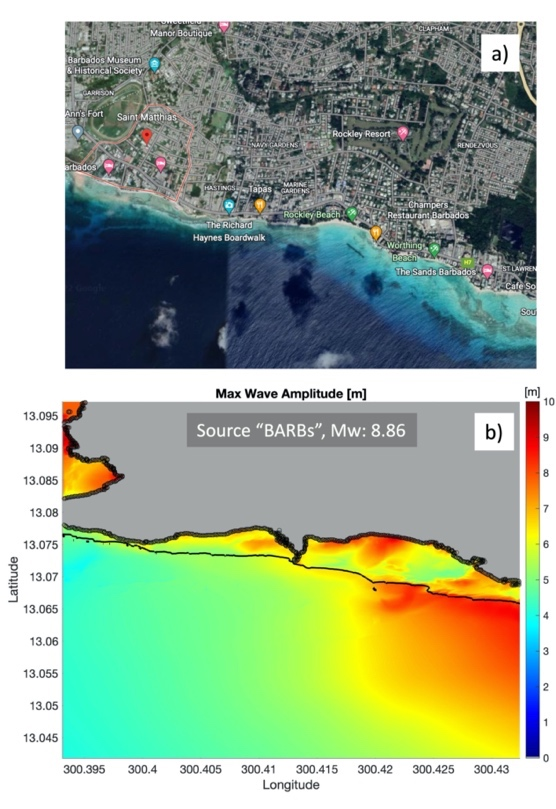 Manor Boutique
a)
CLAPHAM
Barbados Museum
& Historical Society
GARRISON
Ann's Fort
Saint Matthias
Rockley Resort
NAVY GARDENS
RENDEZVOUS
arbados
HASTINGS
Tapas
MARINE
GARDENS
Champers
Restaurant Barbados
Rockley Beach
The Richard
Haynes Boardwalk
Worthing
Beach
The Sands Barbados
ST LAWREN
Cafe So
Sou
Max Wave Amplitude [m]
[m]
Source “BARBs”, Mw: 8.86
b)
13.095
13.09
13.085
13.08
13.075
13.07
13.065
13.06
13.055
13.05
13.045
Latitude
10
9
8
7
6
5
4
3
2
1
0
300.395
300.4
300.405
300.41
300.415
300.42
300.425
300.43
Longitude